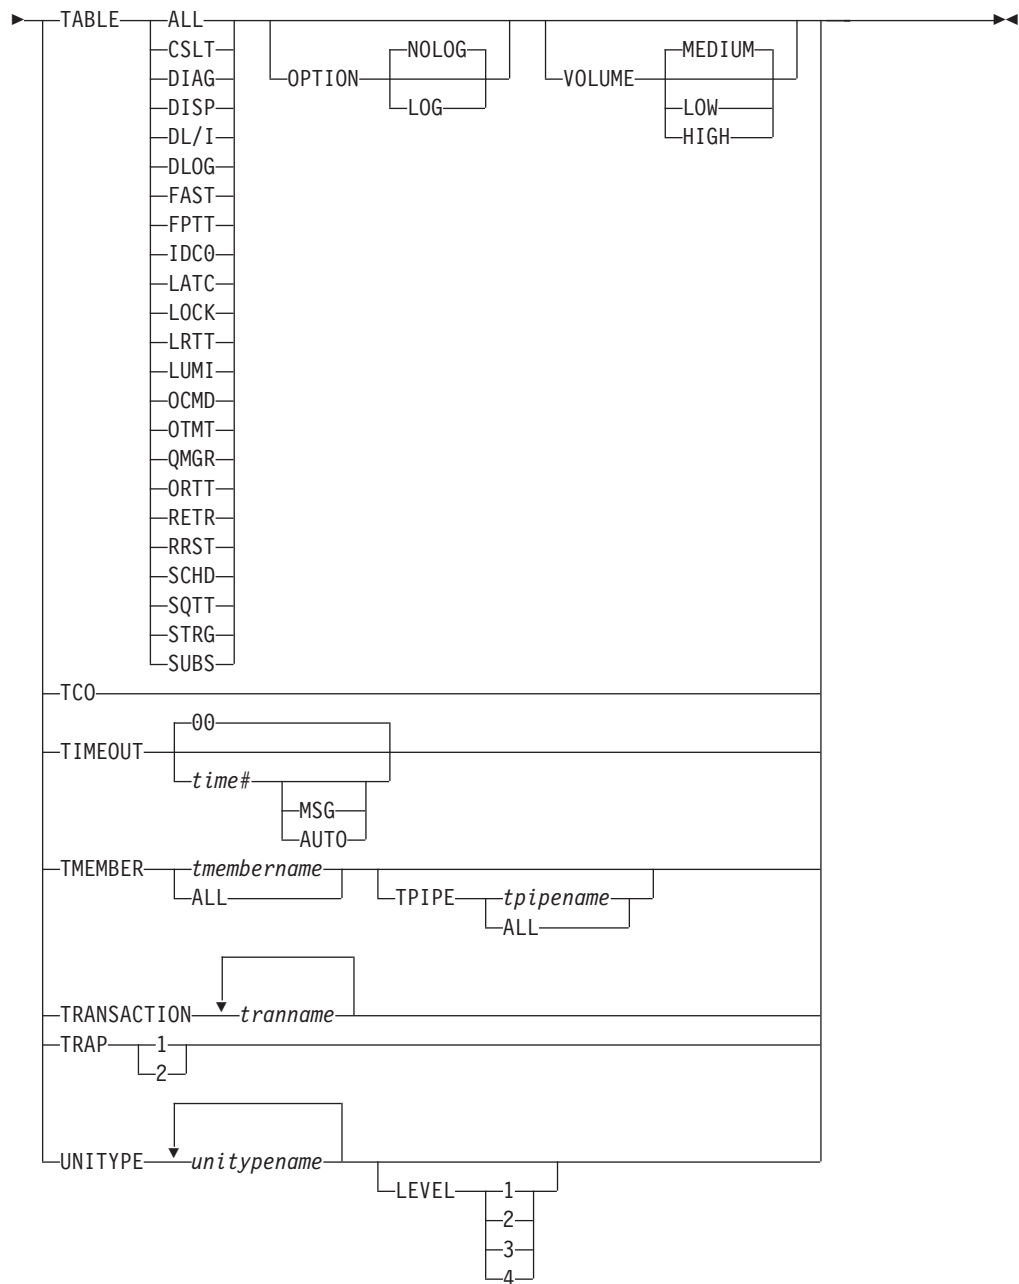 TABLE ALL
CSLT NOLOG MEDIUM
DIAG OPTION VOLUME
DISP LOG LOW
DL/I HIGH
DLOG
FAST
FPTT
IDC0
LATC
LOCK
LRTT
LUMI
OCMD
OTMT
QMGR
ORTT
RETR
RRST
SCHD
SQTT
STRG
SUBS
TCO
00
TIMEOUT
time#
MSG
AUTO
TMEMBER tmembername
ALL TPIPE tpipename
ALL
TRANSACTION tranname
TRAP 1
2
UNITYPE unitypename
LEVEL 1
2
3
4